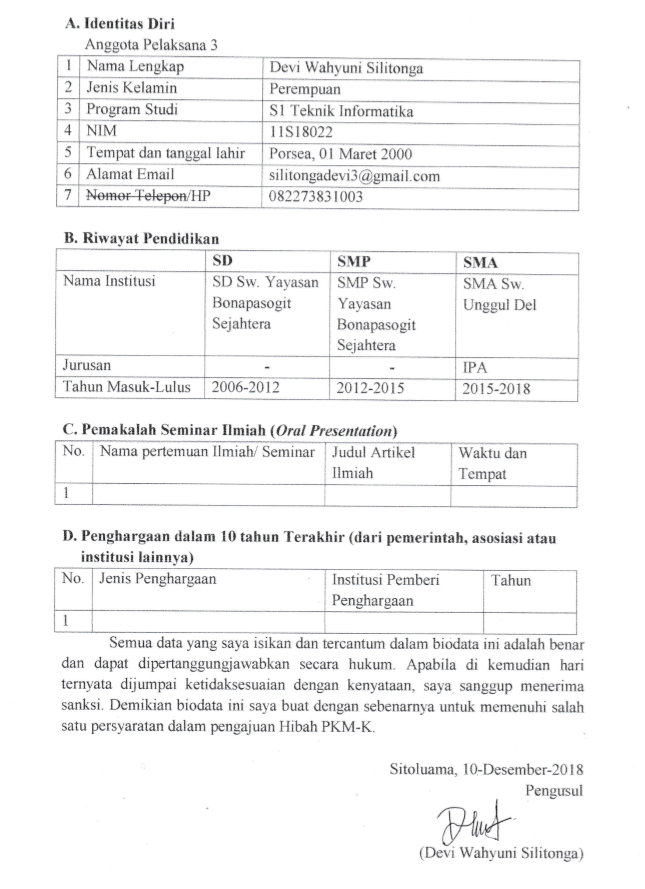 A. Identitas Diri
Anggota Pelaksana 3
1 Nama Lengkap Devi Wahyuni Silitonga
2 Jenis Kelamin Perempuan
3 Program Studi S1 Teknik Informatika
4 NIM 11S18022
5 Tempat dan tanggal lahir Porsea, 01 Maret 2000
6 Alamat Email silitongadevi3@gmail.com
7 Nomor Telepon/HP 082273831003
B. Riwayat Pendidikan
SD SMP SMA
Nama Institusi SD Sw. Yayasan SMP Sw. SMA Sw.
Bonapasogit Yayasan Unggul Del
Sejahtera Bonapasogit
Sejahtera
Jurusan - - IPA
Tahun Masuk-Lulus 2006-2012 2012-2015 2015-2018
C. Pemakalah Seminar Ilmiah (Oral Presentation)
No. Nama pertemuan Ilmiah/ Seminar Judul Artikel Waktu dan
Ilmiah Tempat
1
D. Penghargaan dalam 10 tahun Terakhir (dari pemerintah, asosiasi atau
institusi lainnya)
No. Jenis Penghargaan Institusi Pemberi Tahun
Penghargaan
1
Semua data yang saya isikan dan tercantum dalam biodata ini adalah benar
dan dapat dipertanggungjawabkan secara hukum. Apabila di kemudian hari
ternyata dijumpai ketidaksesuaian dengan kenyataan, saya sanggup menerima
sanksi. Demikian biodata ini saya buat dengan sebenarnya untuk memenuhi salah
satu persyaratan dalam pengajuan Hibah PKM-K.
Sitoluama, 10-Desember-2018
Pengusul
(Devi Wahyuni Silitonga)